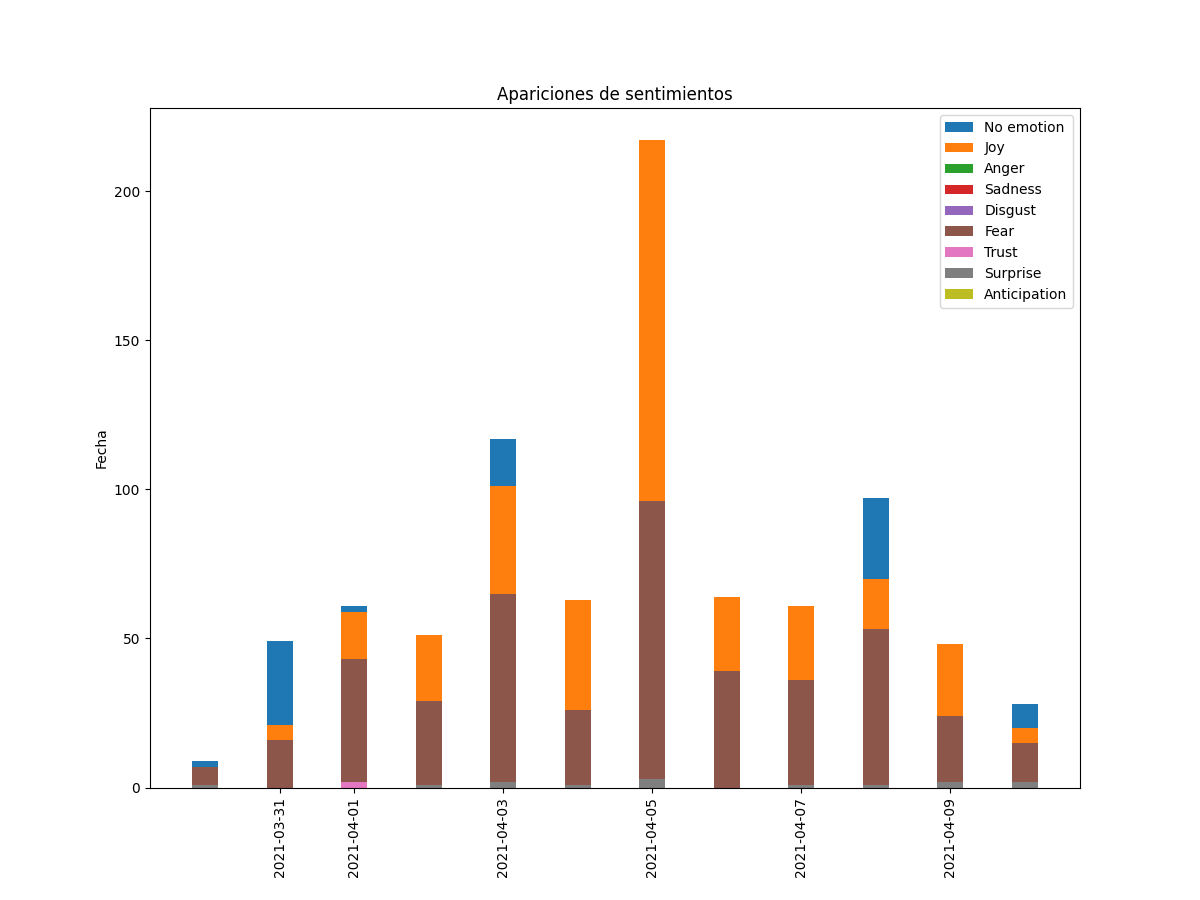 Apariciones de sentimientos
No emotion
Joy
Anger
Sadness
Disgust
Fear
Trust
Surprise
Anticipation
Fecha
200
150
100
50
0
2021-03-31
2021-04-01
2021-04-03
2021-04-05
2021-04-07
2021-04-09